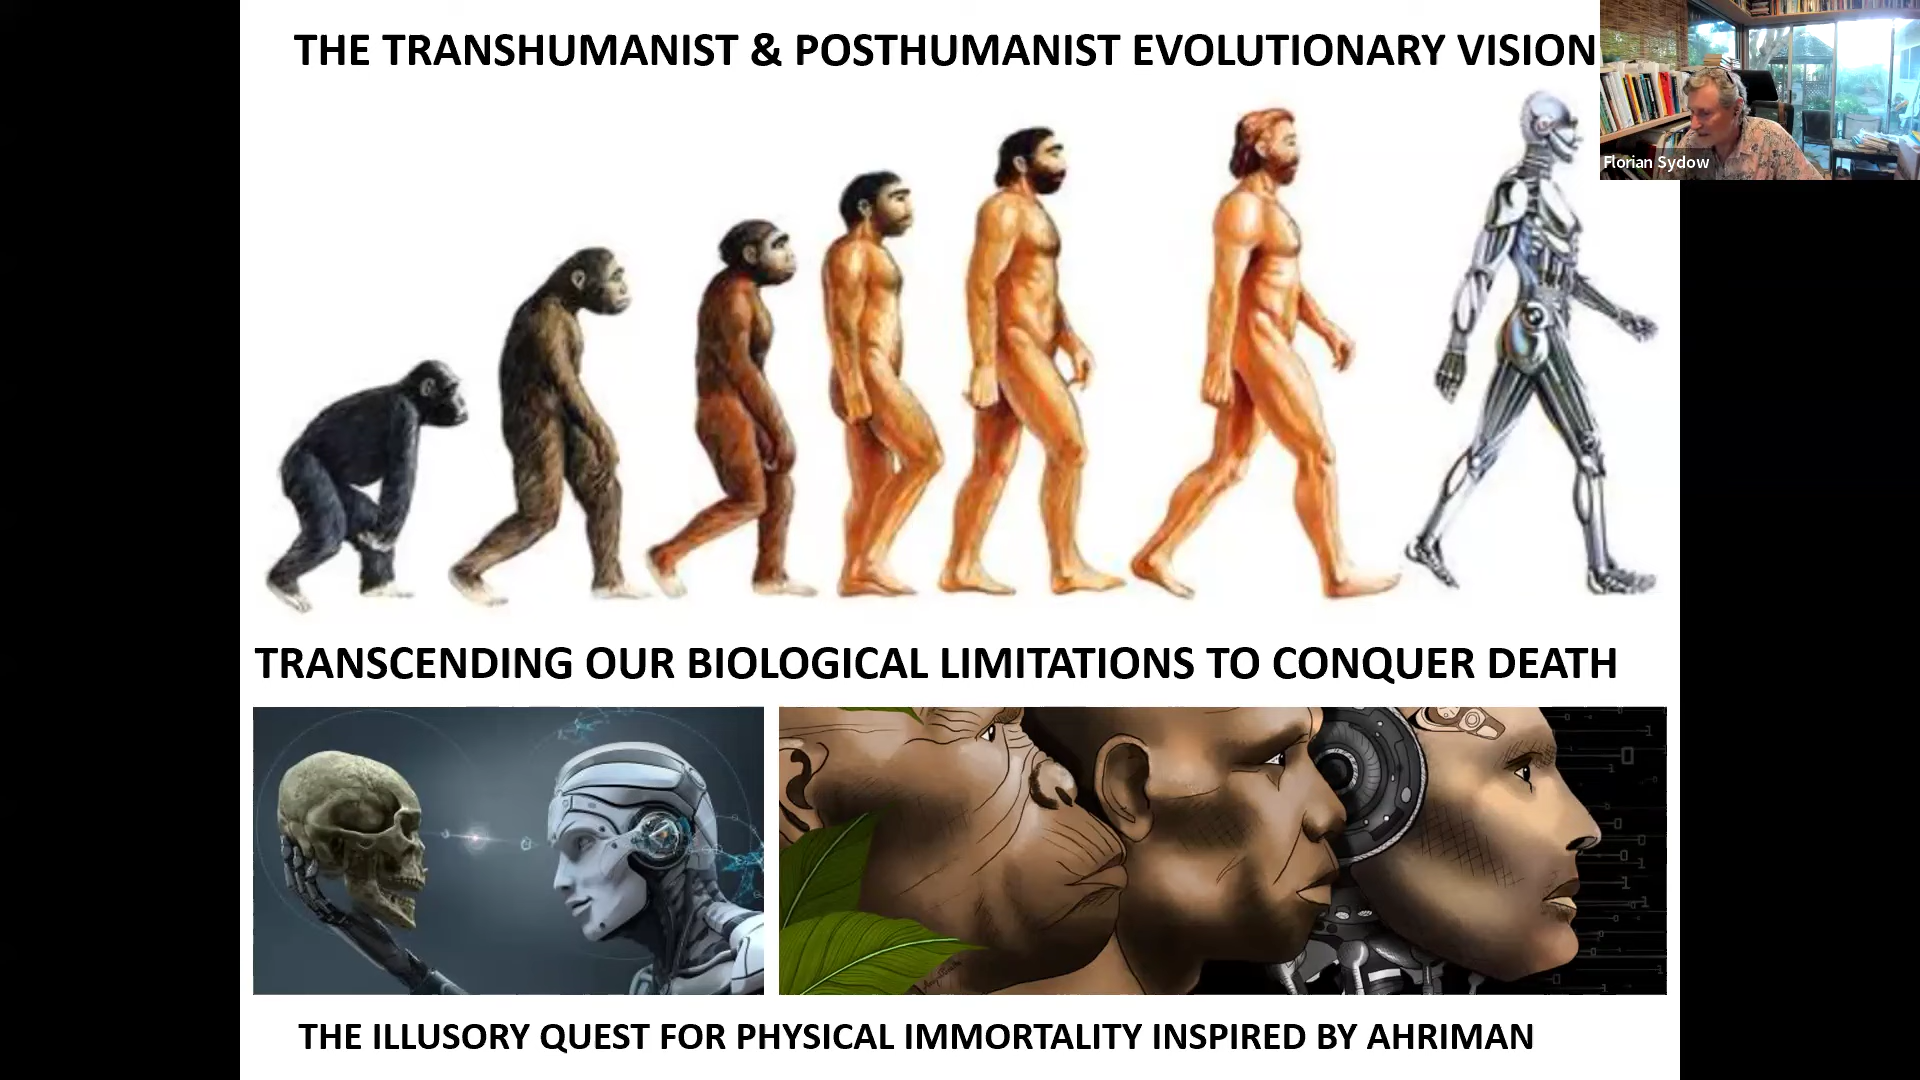 THE TRANSHUMANIST & POSTHUMANIST EVOLUTIONARY VISION
Florian Sydow
TRANSCENDING OUR BIOLOGICAL LIMITATIONS TO CONQUER DEATH
THE ILLUSORY QUEST FOR PHYSICAL IMMORTALITY INSPIRED BY AHRIMAN